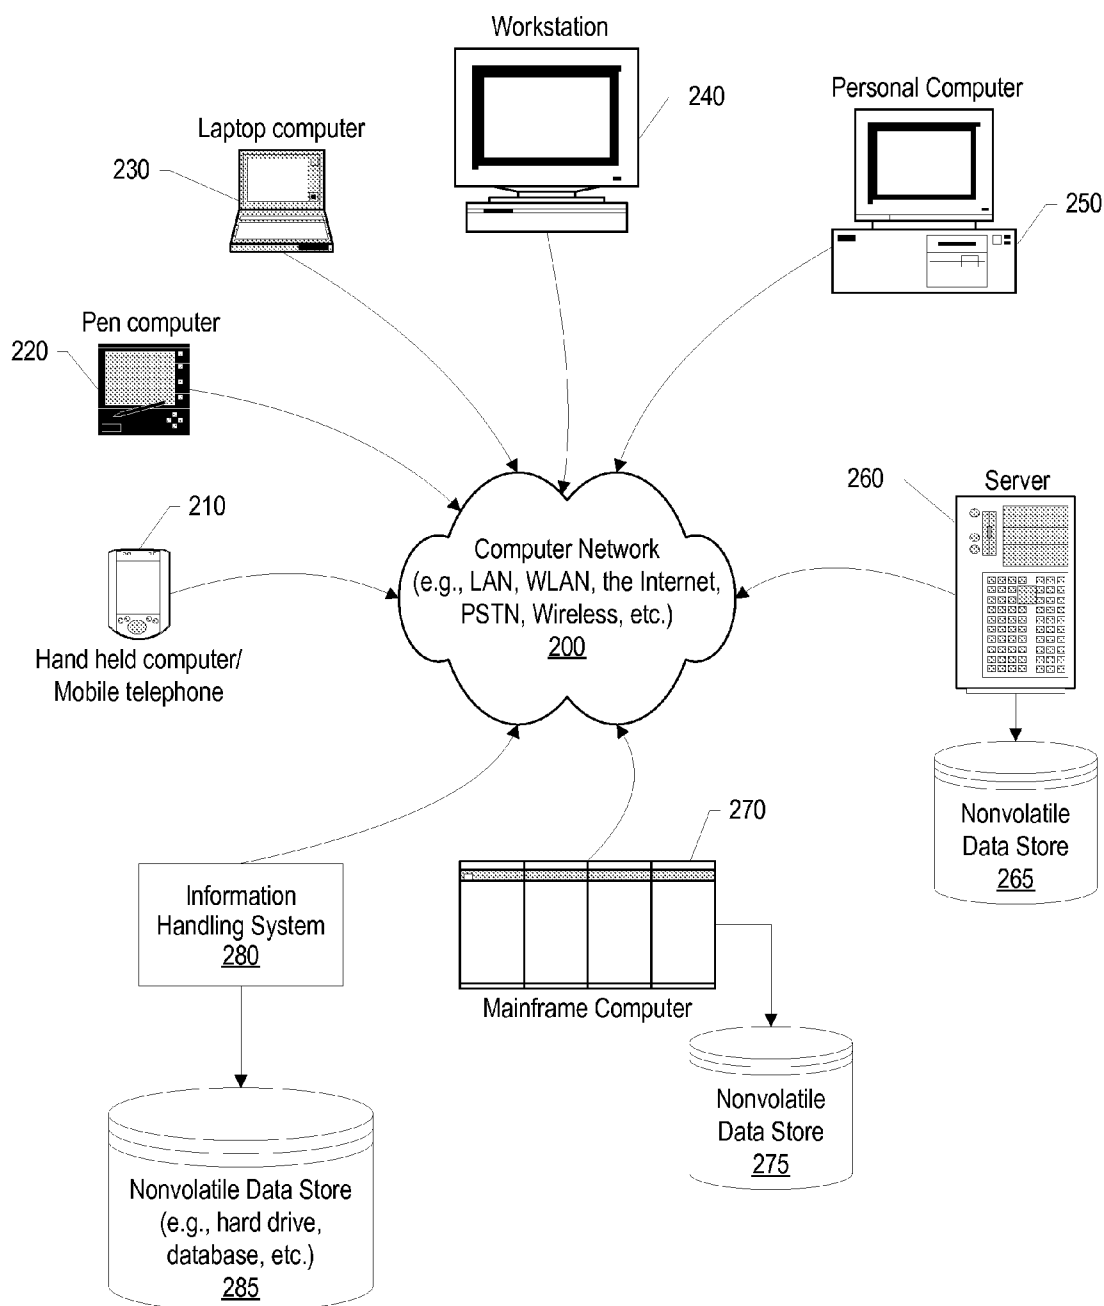 Workstation
240
Personal Computer
Laptop computer
230
250
Pen computer
220
260
Server
210
Computer Network
(e.g., LAN, WLAN, the Internet,
PSTN, Wireless, etc.)
200
Hand held computer/
Mobile telephone
270
Nonvolatile
Data Store
265
Information
Handling System
280
Mainframe Computer
Nonvolatile
Data Store
275
Nonvolatile Data Store
(e.g., hard drive,
database, etc.)
285